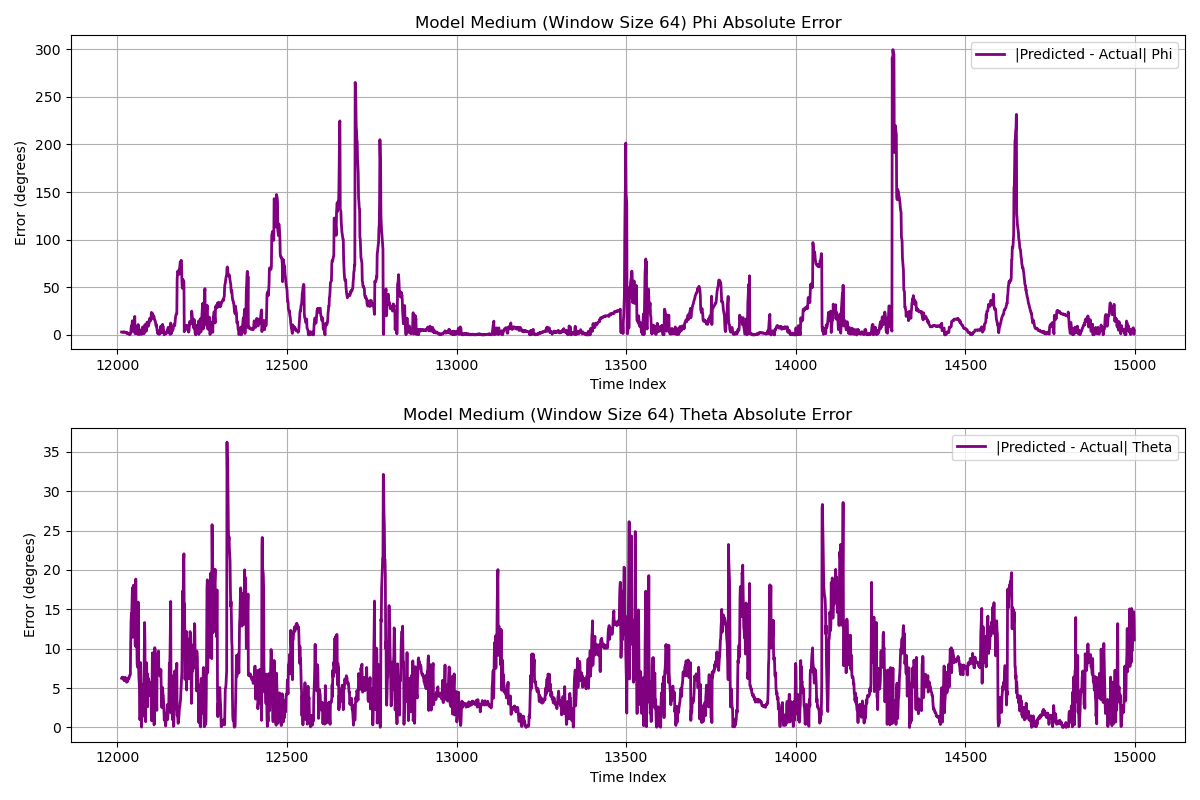 Model Medium (Window Size 64) Phi Absolute Error
|Predicted - Actual| Phi
Error (degrees)
300
250
200
150
100
50
0
12000 12500 13000 13500 14000 14500 15000
Time Index
Model Medium (Window Size 64) Theta Absolute Error
|Predicted - Actual| Theta
Error (degrees)
35
30
25
20
15
10
5
0
12000 12500 13000 13500 14000 14500 15000
Time Index